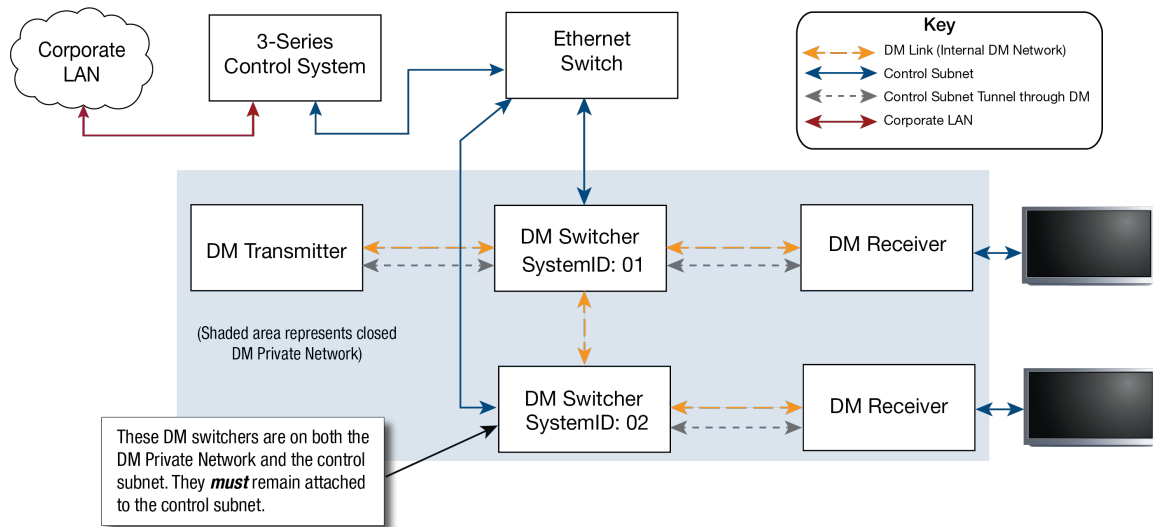 Corporate
LAN
3-Series
Control System
Ethernet
Switch
Key
DM Link (Internal DM Network)
Control Subnet
Control Subnet Tunnel through DM
Corporate LAN
DM Transmitter
DM Switcher
SystemID: 01
DM Receiver
(Shaded area represents closed
DM Private Network)
DM Switcher
SystemID: 02
DM Receiver
These DM switchers are on both the
DM Private Network and the control
subnet. They must remain attached
to the control subnet.